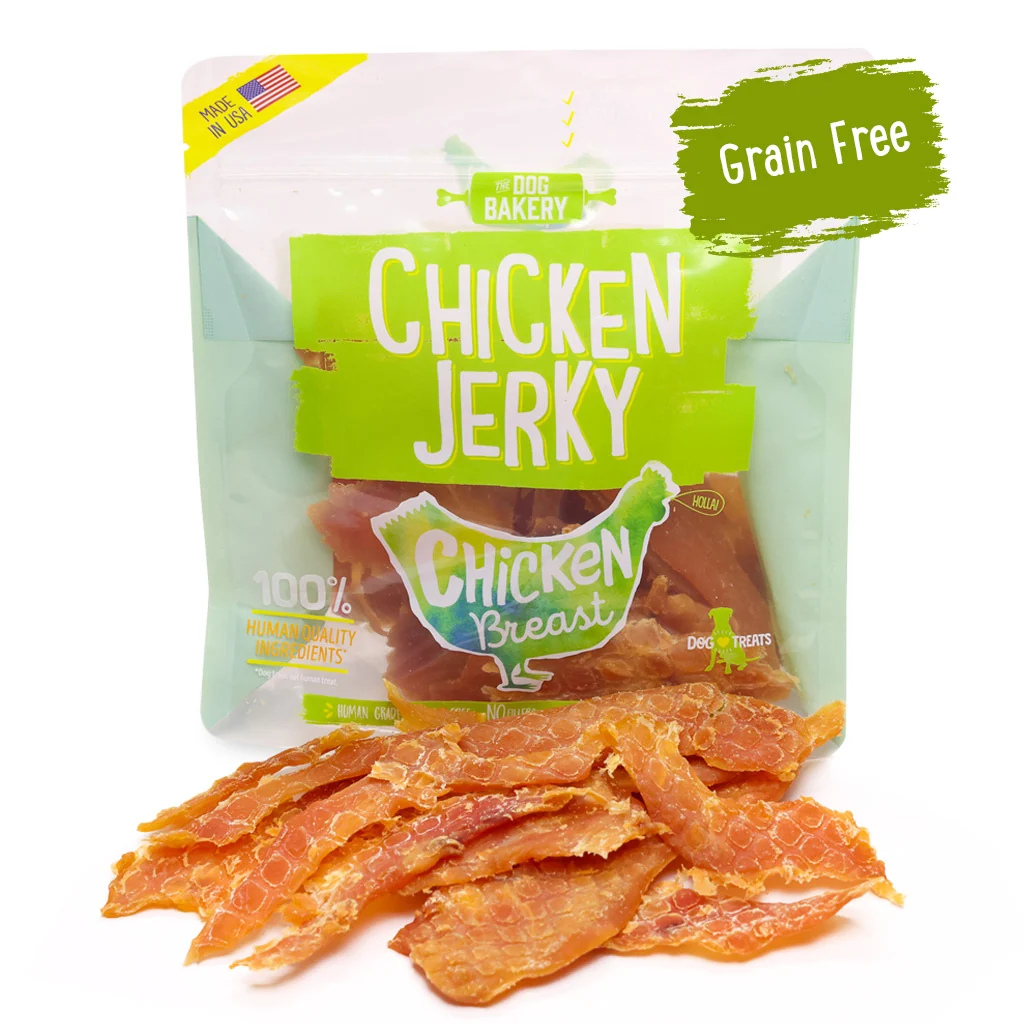 MADE
IN USA
Grain Free
THE DOG
BAKERY
CHICKEN
JERKY
HOLLA!
CHICKEN
Breast
100%
HUMAN QUALITY
INGREDIENTS*
DOG TREATS
HUMAN GRADE
NO FILLERS